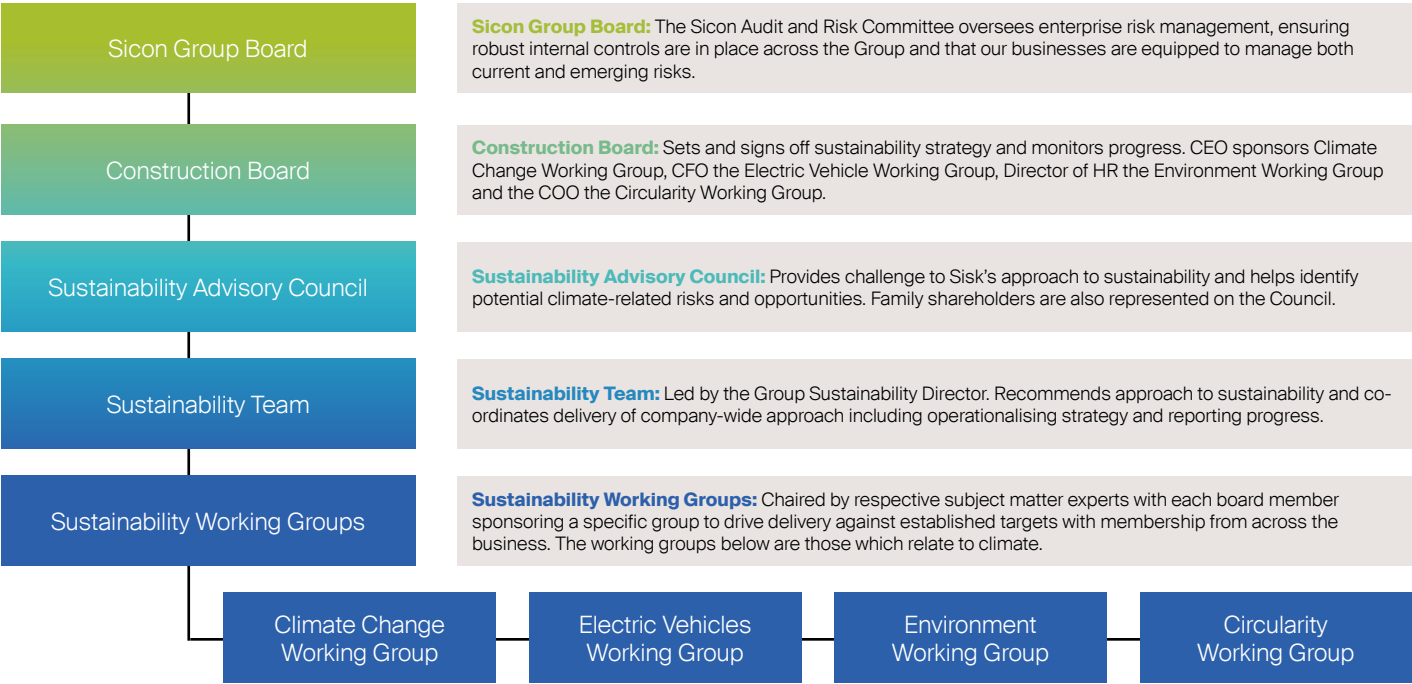 Sicon Group Board
Sicon Group Board: The Sicon Audit and Risk Committee oversees enterprise risk management, ensuring
robust internal controls are in place across the Group and that our businesses are equipped to manage both
current and emerging risks.
Construction Board
Construction Board: Sets and signs off sustainability strategy and monitors progress. CEO sponsors Climate
Change Working Group, CFO the Electric Vehicle Working Group, Director of HR the Environment Working Group
and the COO the Circularity Working Group.
Sustainability Advisory Council
Sustainability Advisory Council: Provides challenge to Sisk's approach to sustainability and helps identify
potential climate-related risks and opportunities. Family shareholders are also represented on the Council.
Sustainability Team
Sustainability Team: Led by the Group Sustainability Director. Recommends approach to sustainability and co-
ordinates delivery of company-wide approach including operationalising strategy and reporting progress.
Sustainability Working Groups
Sustainability Working Groups: Chaired by respective subject matter experts with each board member
sponsoring a specific group to drive delivery against established targets with membership from across the
business. The working groups below are those which relate to climate.
Climate Change
Working Group
Electric Vehicles
Working Group
Environment
Working Group
Circularity
Working Group